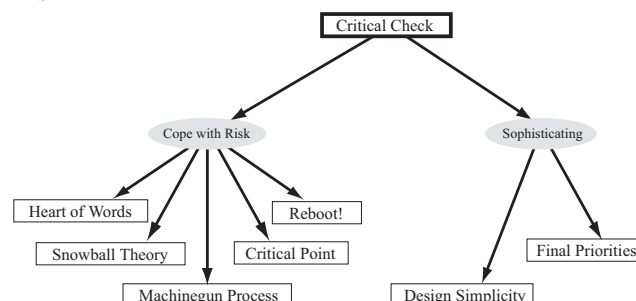 Critical Check
Cope with Risk
Sophisticating
Heart of Words
Reboot!
Snowball Theory
Critical Point
Final Priorities
Machinegun Process
Design Simplicity